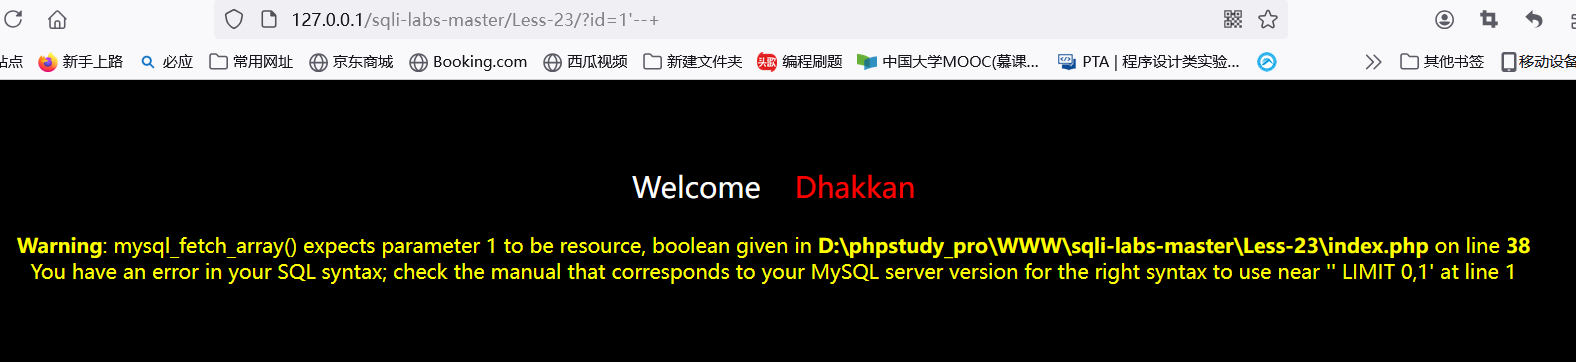 127.0.0.1/sqli-labs-master/Less-23/?id=1'--+
站点 新手上路 必应 常用网址 京东商城 Booking.com 西瓜视频 新建文件夹 头歌 编程刷题 中国大学MOOC(慕课... PTA | 程序设计类实验... 其他书签 移动设备
Welcome Dhakkan
Warning: mysql_fetch_array() expects parameter 1 to be resource, boolean given in D:\phpstudy_pro\WWW\sqli-labs-master\Less-23\index.php on line 38
You have an error in your SQL syntax; check the manual that corresponds to your MySQL server version for the right syntax to use near '' LIMIT 0,1' at line 1